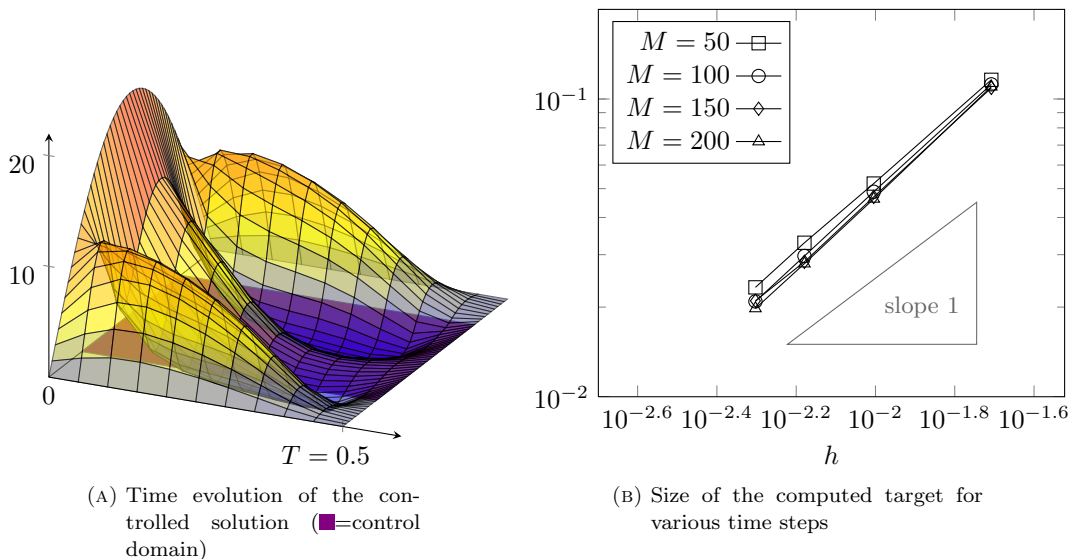 20
10
0
T = 0.5
(A) Time evolution of the con-
trolled solution (■=control
domain)
M = 50
M = 100
M = 150
M = 200
10^{-1}
10^{-2}
slope 1
10^{-2.6} 10^{-2.4} 10^{-2.2} 10^{-2} 10^{-1.8} 10^{-1.6}
h
(B) Size of the computed target for
various time steps